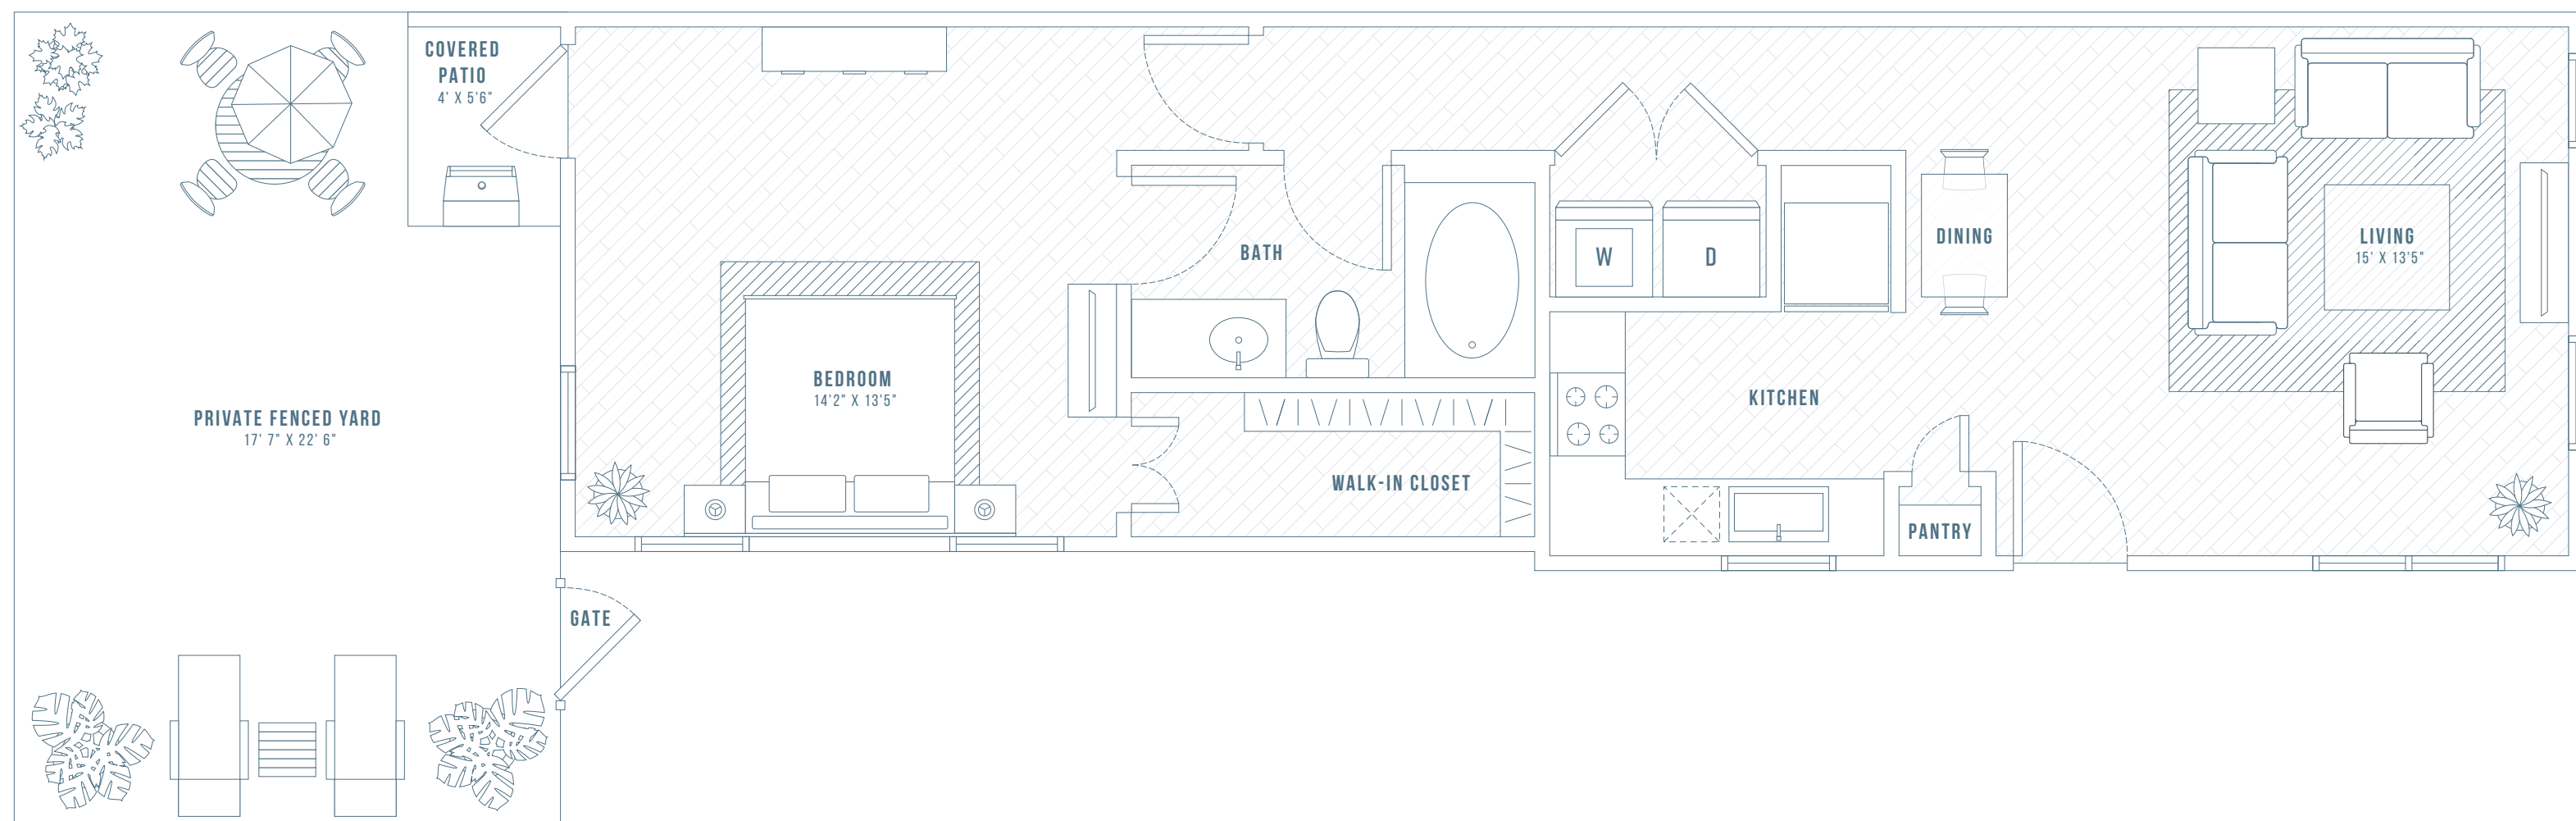 COVERED
PATIO
4' X 5'6"
PRIVATE FENCED YARD
17' 7" X 22' 6"
GATE
BEDROOM
14'2" X 13'5"
BATH
WALK-IN CLOSET
W
D
KITCHEN
PANTRY
DINING
LIVING
15' X 13'5"